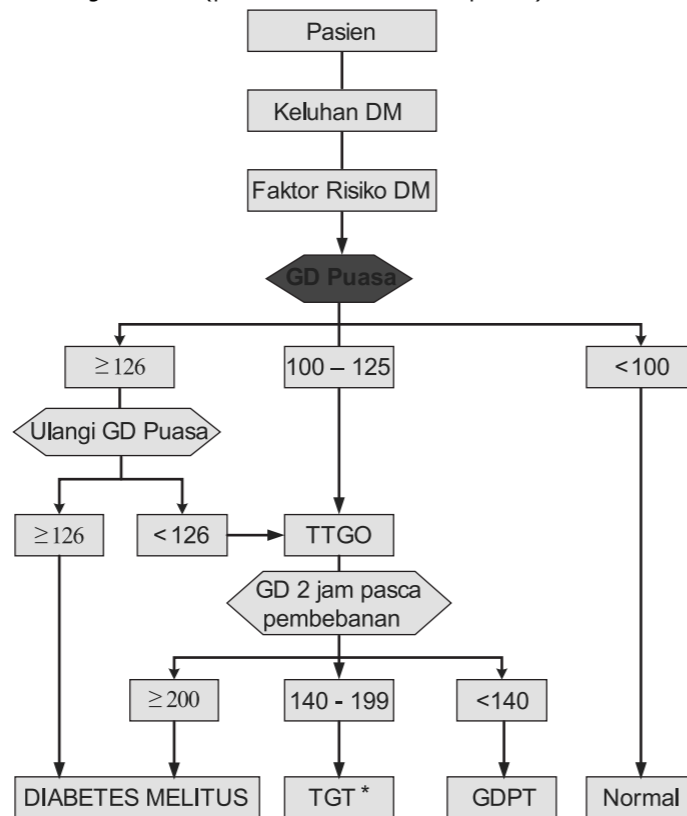 Pasien
Keluhan DM
Faktor Risiko DM
GD Puasa
≥126
100 – 125
<100
Ulangi GD Puasa
≥126
<126
TTGO
GD 2 jam pasca
pembebanan
≥200
140 - 199
<140
DIABETES MELITUS
TGT *
GDPT
Normal